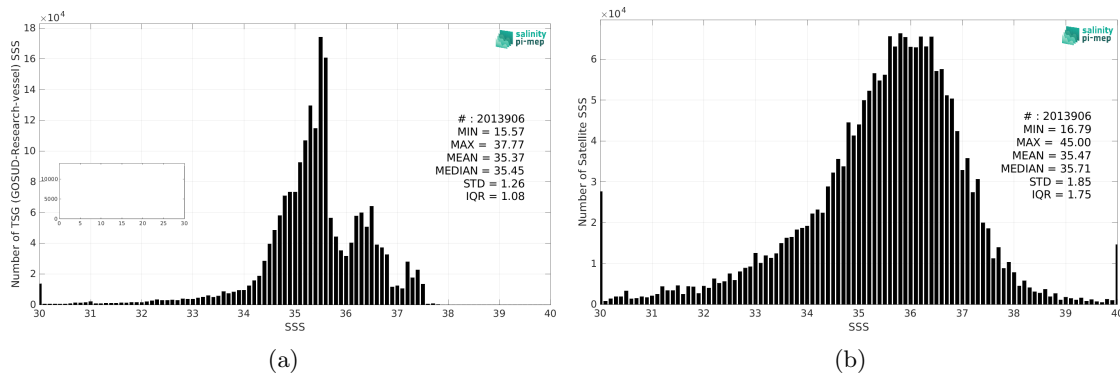 ×10⁴
18
16
14
12
10
8
6
4
2
0
Number of TSG (GOSUD-Research-vessel) SSS
30 31 32 33 34 35 36 37 38 39 40
SSS
10000
5000
0
0 5 10 15 20 25 30
salinity
pi-mep
# : 2013906
MIN = 15.57
MAX = 37.77
MEAN = 35.37
MEDIAN = 35.45
STD = 1.26
IQR = 1.08
(a)
×10⁴
6
5
4
3
2
1
0
Number of Satellite SSS
30 31 32 33 34 35 36 37 38 39 40
SSS
salinity
pi-mep
# : 2013906
MIN = 16.79
MAX = 45.00
MEAN = 35.47
MEDIAN = 35.71
STD = 1.85
IQR = 1.75
(b)